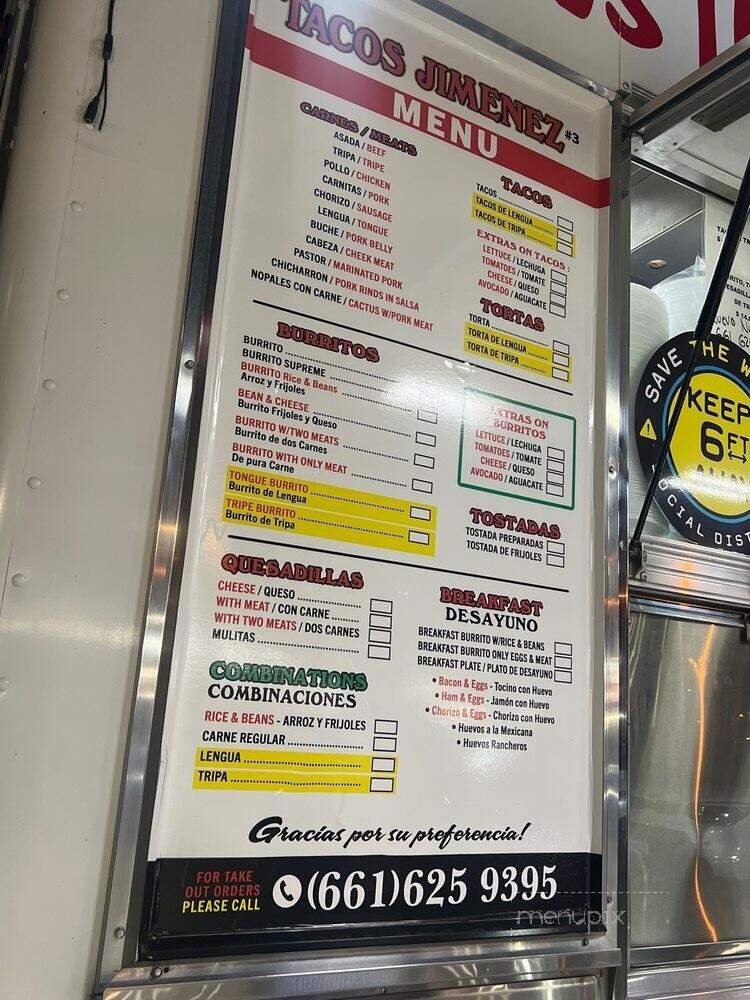 TACOS JIMENEZ #3
MENU
CARNES / MEATS
ASADA / BEEF
TRIPA / TRIPE
POLLO / CHICKEN
CARNITAS / PORK
CHORIZO / SAUSAGE
LENGUA / TONGUE
BUCHE / PORK BELLY
CABEZA / CHEEK MEAT
PASTOR / MARINATED PORK
CHICHARRON / PORK RINDS IN SALSA
NOPALES CON CARNE / CACTUS W/PORK MEAT
TACOS
TACOS
TACOS DE LENGUA
TACOS DE TRIPA
EXTRAS ON TACOS :
LETTUCE / LECHUGA
TOMATOES / TOMATE
CHEESE / QUESO
AVOCADO / AGUACATE
TORTAS
TORTA
TORTA DE LENGUA
TORTA DE TRIPA
BURRITOS
BURRITO
BURRITO SUPREME
BURRITO Rice & Beans
Arroz y Frijoles
BEAN & CHEESE
Burrito Frijoles y Queso
BURRITO W/TWO MEATS
Burrito de dos Carnes
BURRITO WITH ONLY MEAT
De pura Carne
TONGUE BURRITO
Burrito de Lengua
TRIPE BURRITO
Burrito de Tripa
EXTRAS ON
BURRITOS
LETTUCE / LECHUGA
TOMATOES / TOMATE
CHEESE / QUESO
AVOCADO / AGUACATE
TOSTADAS
TOSTADA PREPARADAS
TOSTADA DE FRIJOLES
QUESADILLAS
CHEESE / QUESO
WITH MEAT / CON CARNE
WITH TWO MEATS / DOS CARNES
MULITAS
COMBINATIONS
COMBINACIONES
RICE & BEANS - ARROZ Y FRIJOLES
CARNE REGULAR
LENGUA
TRIPA
BREAKFAST
DESAYUNO
BREAKFAST BURRITO W/RICE & BEANS
BREAKFAST BURRITO ONLY EGGS & MEAT
BREAKFAST PLATE / PLATO DE DESAYUNO
• Bacon & Eggs - Tocino con Huevo
• Ham & Eggs - Jamón con Huevo
• Chorizo & Eggs - Chorizo con Huevo
• Huevos a la Mexicana
• Huevos Rancheros
Gracias por su preferencia!
FOR TAKE
OUT ORDERS
PLEASE CALL
(661)625 9395
menupix
SAVE THE
KEEP
6FT
SOCIAL DIST